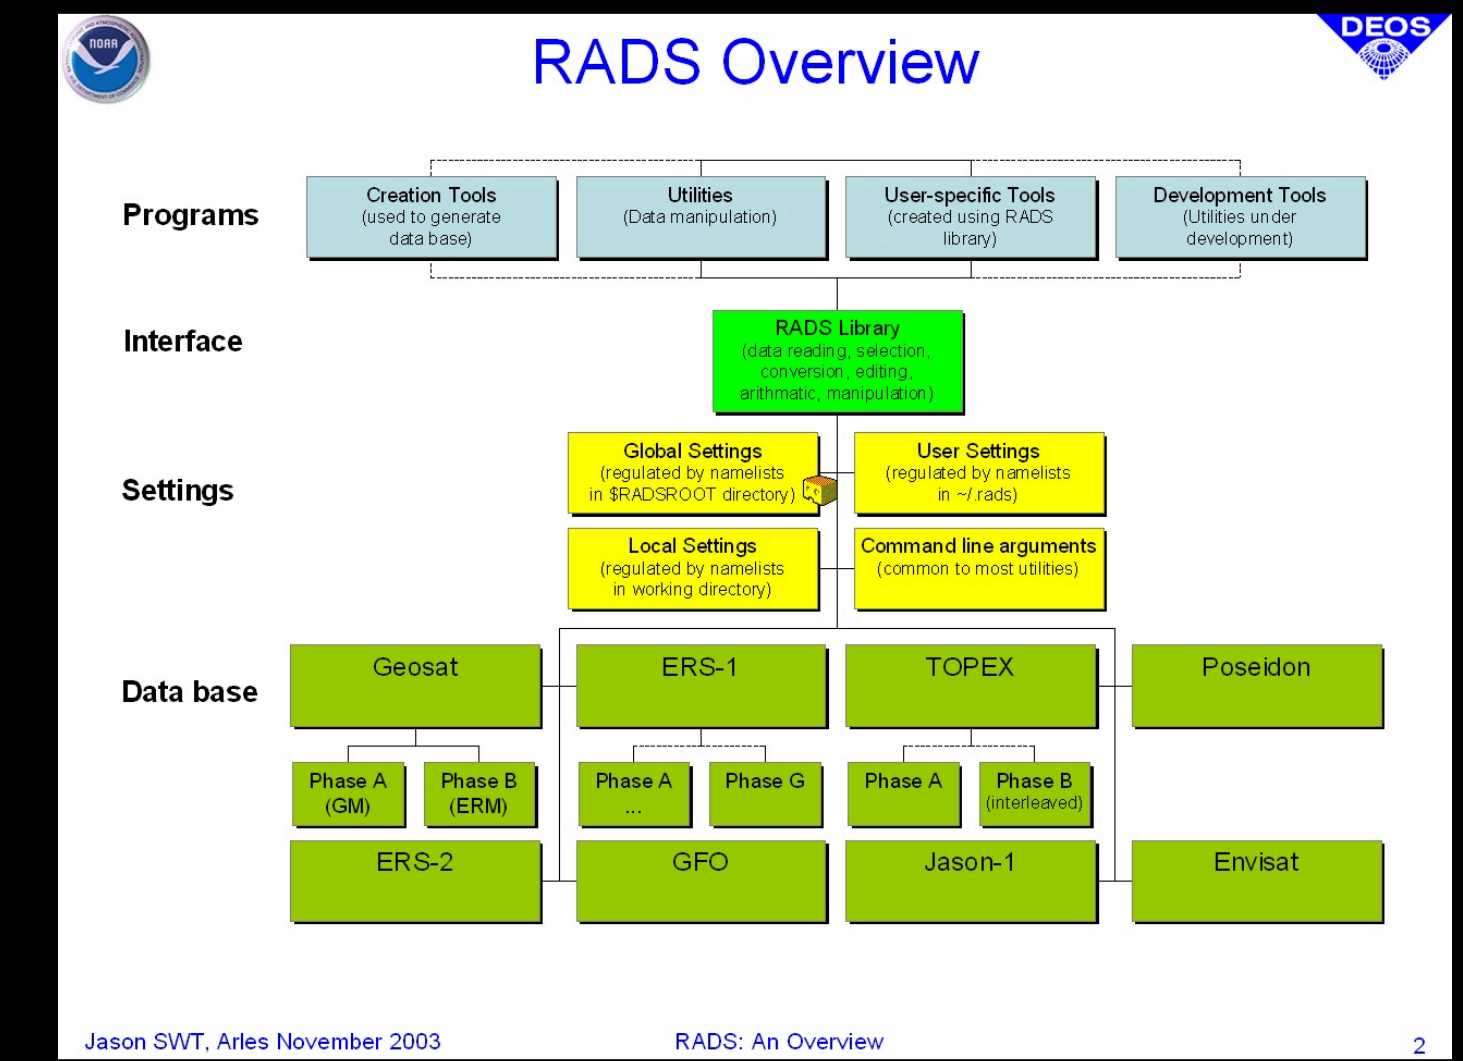 NOAA
RADS Overview
DEOS
Programs
Creation Tools
(used to generate
data base)
Utilities
(Data manipulation)
User-specific Tools
(created using RADS
library)
Development Tools
(Utilities under
development)
Interface
RADS Library
(data reading, selection,
conversion, editing,
arithmatic, manipulation)
Settings
Global Settings
(regulated by namelists
in $RADSROOT directory)
User Settings
(regulated by namelists
in ~/.rads)
Local Settings
(regulated by namelists
in working directory)
Command line arguments
(common to most utilities)
Data base
Geosat
ERS-1
TOPEX
Poseidon
Phase A
(GM)
Phase B
(ERM)
Phase A
...
Phase G
Phase A
Phase B
(interleaved)
ERS-2
GFO
Jason-1
Envisat
Jason SWT, Arles November 2003
RADS: An Overview
2